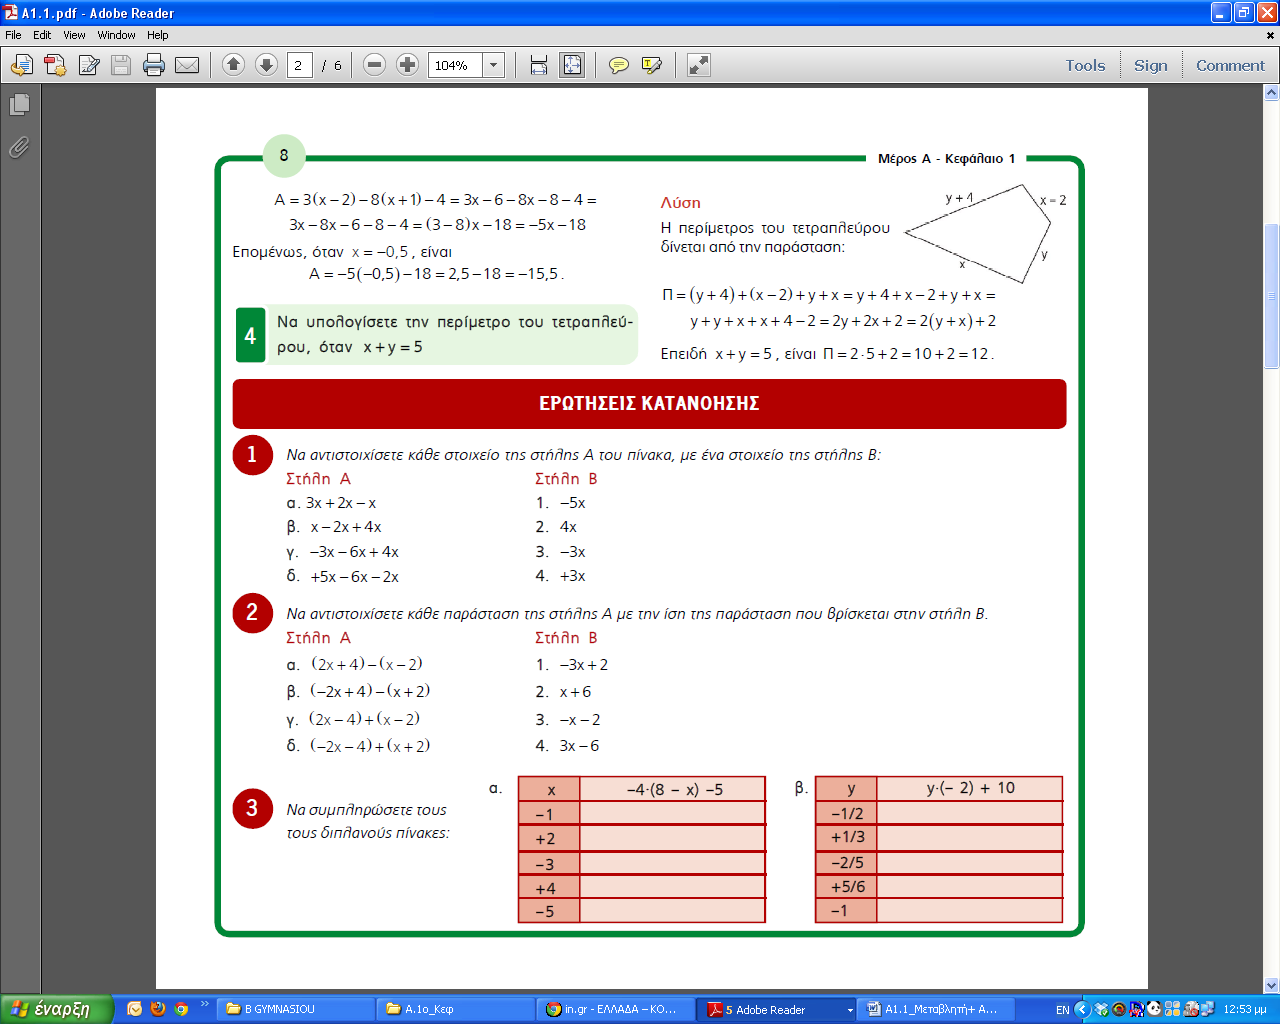 A1.1.pdf - Adobe Reader
File Edit View Window Help
2 / 6 104% Tools Sign Comment
8
Μέρος Α - Κεφάλαιο 1
A = 3(x − 2) − 8(x + 1) − 4 = 3x − 6 − 8x − 8 − 4 =
3x − 8x − 6 − 8 − 4 = (3 − 8)x − 18 = −5x − 18
Επομένως, όταν x = −0,5 , είναι
A = −5(−0,5) − 18 = 2,5 − 18 = −15,5 .
4
Να υπολογίσετε την περίμετρο του τετραπλεύ-
ρου, όταν x + y = 5
Λύση
Η περίμετρος του τετραπλεύρου
δίνεται από την παράσταση:
y + 4
x = 2
x
y
Π = (y + 4) + (x − 2) + y + x = y + 4 + x − 2 + y + x =
y + y + x + x + 4 − 2 = 2y + 2x + 2 = 2(y + x) + 2
Επειδή x + y = 5 , είναι Π = 2 · 5 + 2 = 10 + 2 = 12 .
ΕΡΩΤΗΣΕΙΣ ΚΑΤΑΝΟΗΣΗΣ
1 Να αντιστοιχίσετε κάθε στοιχείο της στήλης Α του πίνακα, με ένα στοιχείο της στήλης Β:
Στήλη Α Στήλη Β
α. 3x + 2x − x 1. −5x
β. x − 2x + 4x 2. 4x
γ. −3x − 6x + 4x 3. −3x
δ. +5x − 6x − 2x 4. +3x
2 Να αντιστοιχίσετε κάθε παράσταση της στήλης Α με την ίση της παράσταση που βρίσκεται στην στήλη Β.
Στήλη Α Στήλη Β
α. (2x + 4) − (x − 2) 1. −3x + 2
β. (−2x + 4) − (x + 2) 2. x + 6
γ. (2x − 4) + (x − 2) 3. −x − 2
δ. (−2x − 4) + (x + 2) 4. 3x − 6
3 Να συμπληρώσετε τους
τους διπλανούς πίνακες:
α. x −4·(8 − x) −5
−1
+2
−3
+4
−5
β. y y·(− 2) + 10
−1/2
+1/3
−2/5
+5/6
−1
έναρξη B GYMNASIOU A.1o_Κεφ in.gr - ΕΛΛΑΔΑ – ΚΟ... 5 Adobe Reader A1.1_Μεταβλητή+ Α... EN 12:53 μμ